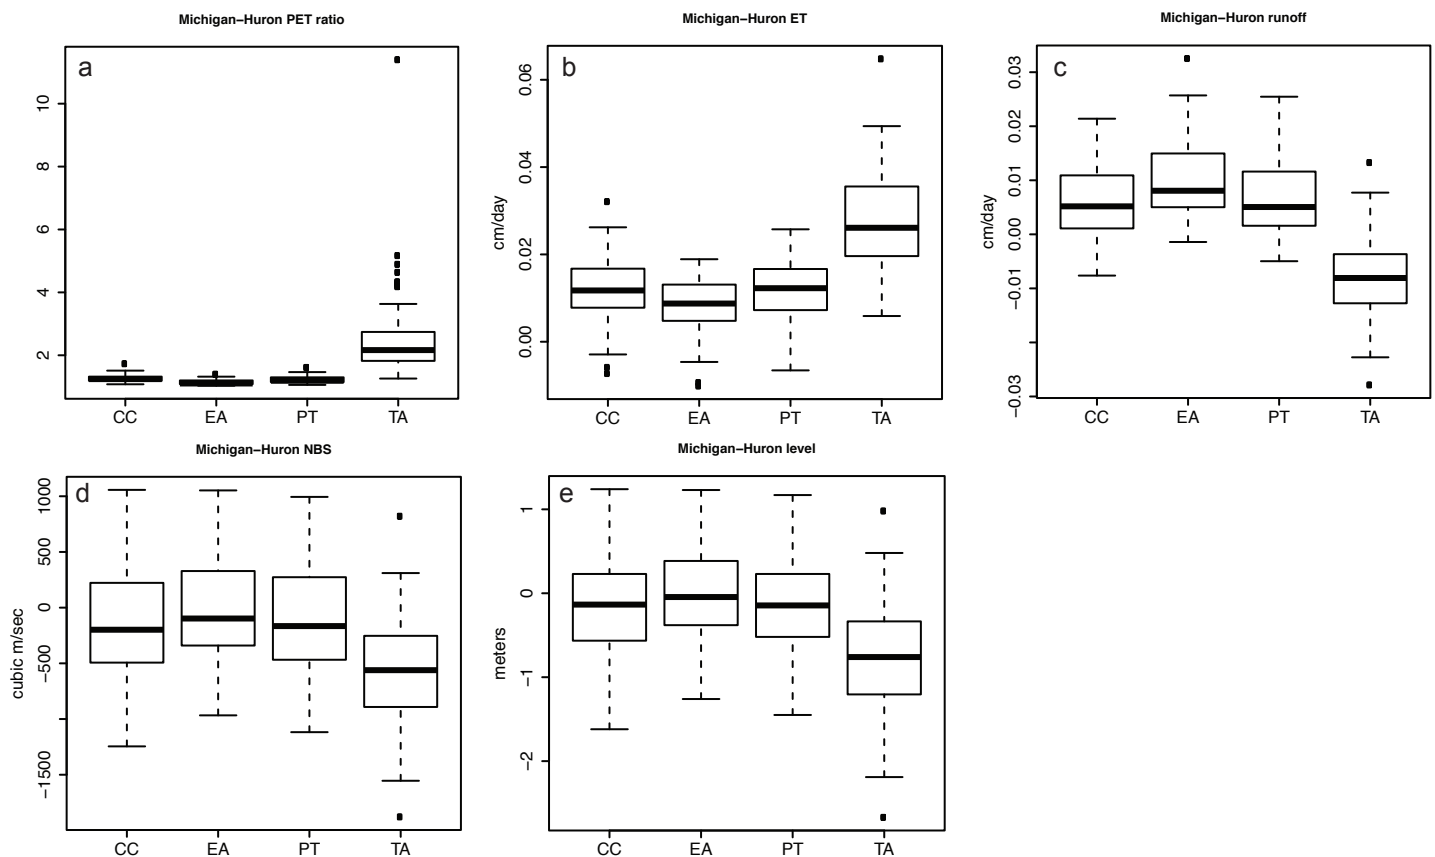 Michigan−Huron PET ratio
a
10
8
6
4
2
CC EA PT TA
Michigan−Huron ET
b
cm/day
0.06
0.04
0.02
0.00
CC EA PT TA
Michigan−Huron runoff
c
cm/day
0.03
0.02
0.01
0.00
−0.01
−0.03
CC EA PT TA
Michigan−Huron NBS
d
cubic m/sec
1000
500
0
−500
−1500
CC EA PT TA
Michigan−Huron level
e
meters
1
0
−1
−2
CC EA PT TA